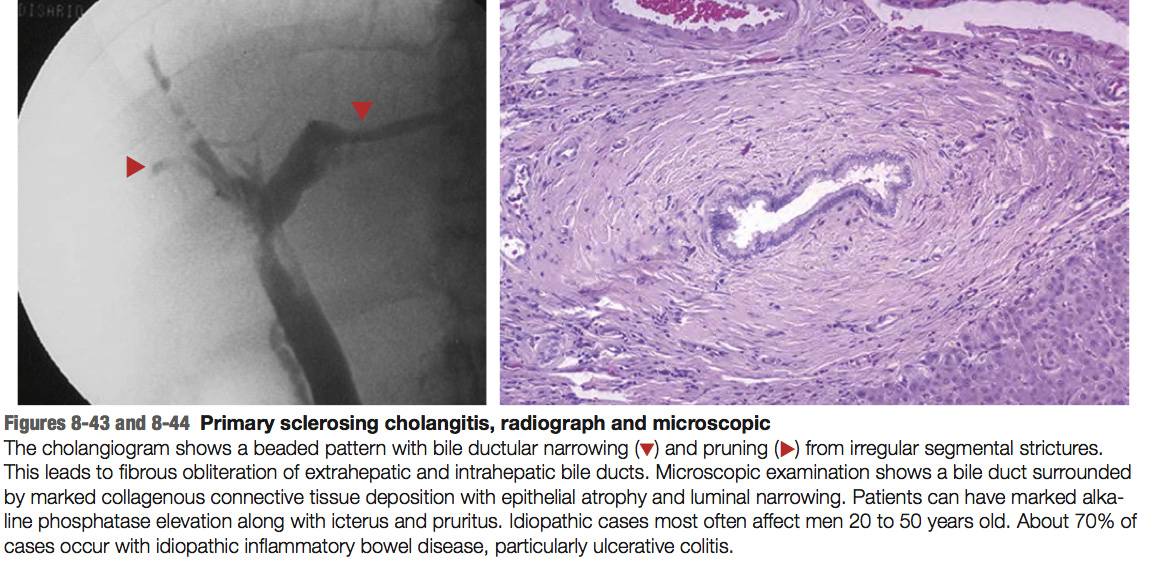 DISARIO
Figures 8-43 and 8-44 Primary sclerosing cholangitis, radiograph and microscopic
The cholangiogram shows a beaded pattern with bile ductular narrowing (▼) and pruning (▶) from irregular segmental strictures.
This leads to fibrous obliteration of extrahepatic and intrahepatic bile ducts. Microscopic examination shows a bile duct surrounded
by marked collagenous connective tissue deposition with epithelial atrophy and luminal narrowing. Patients can have marked alka-
line phosphatase elevation along with icterus and pruritus. Idiopathic cases most often affect men 20 to 50 years old. About 70% of
cases occur with idiopathic inflammatory bowel disease, particularly ulcerative colitis.